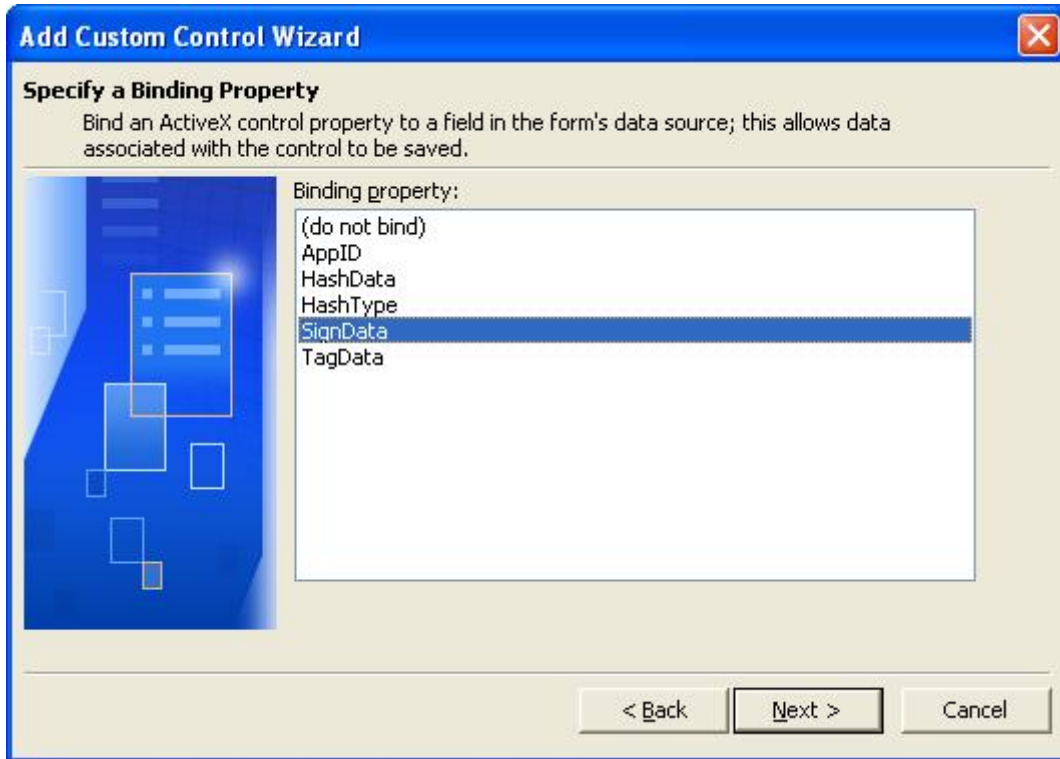 Add Custom Control Wizard
Specify a Binding Property
Bind an ActiveX control property to a field in the form's data source; this allows data
associated with the control to be saved.
Binding property:
(do not bind)
AppID
HashData
HashType
SignData
TagData
< Back
Next >
Cancel